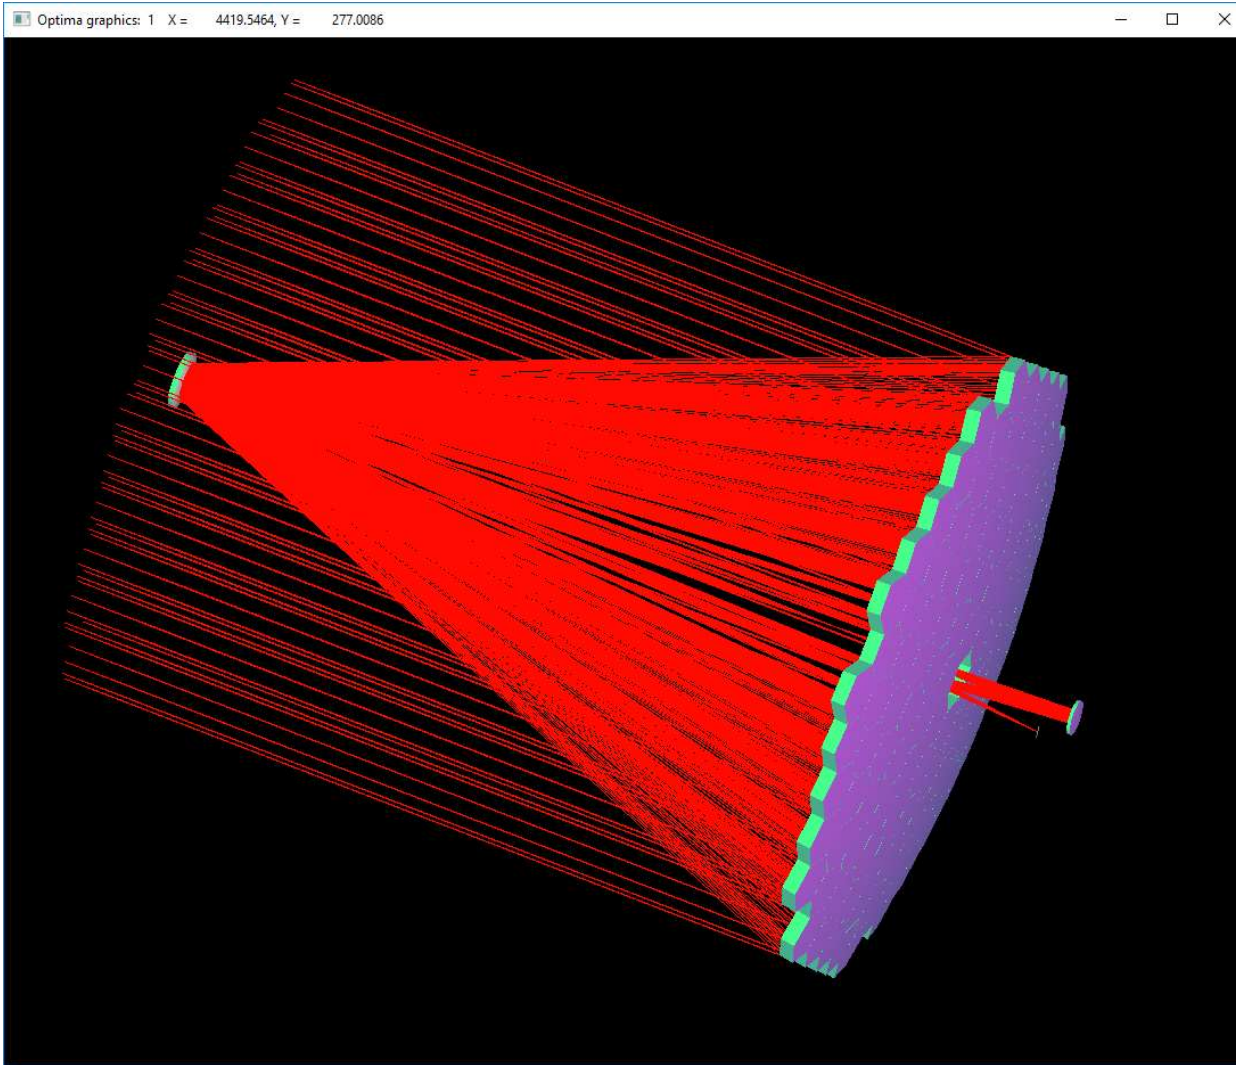 Optima graphics: 1 X = 4419.5464, Y = 277.0086